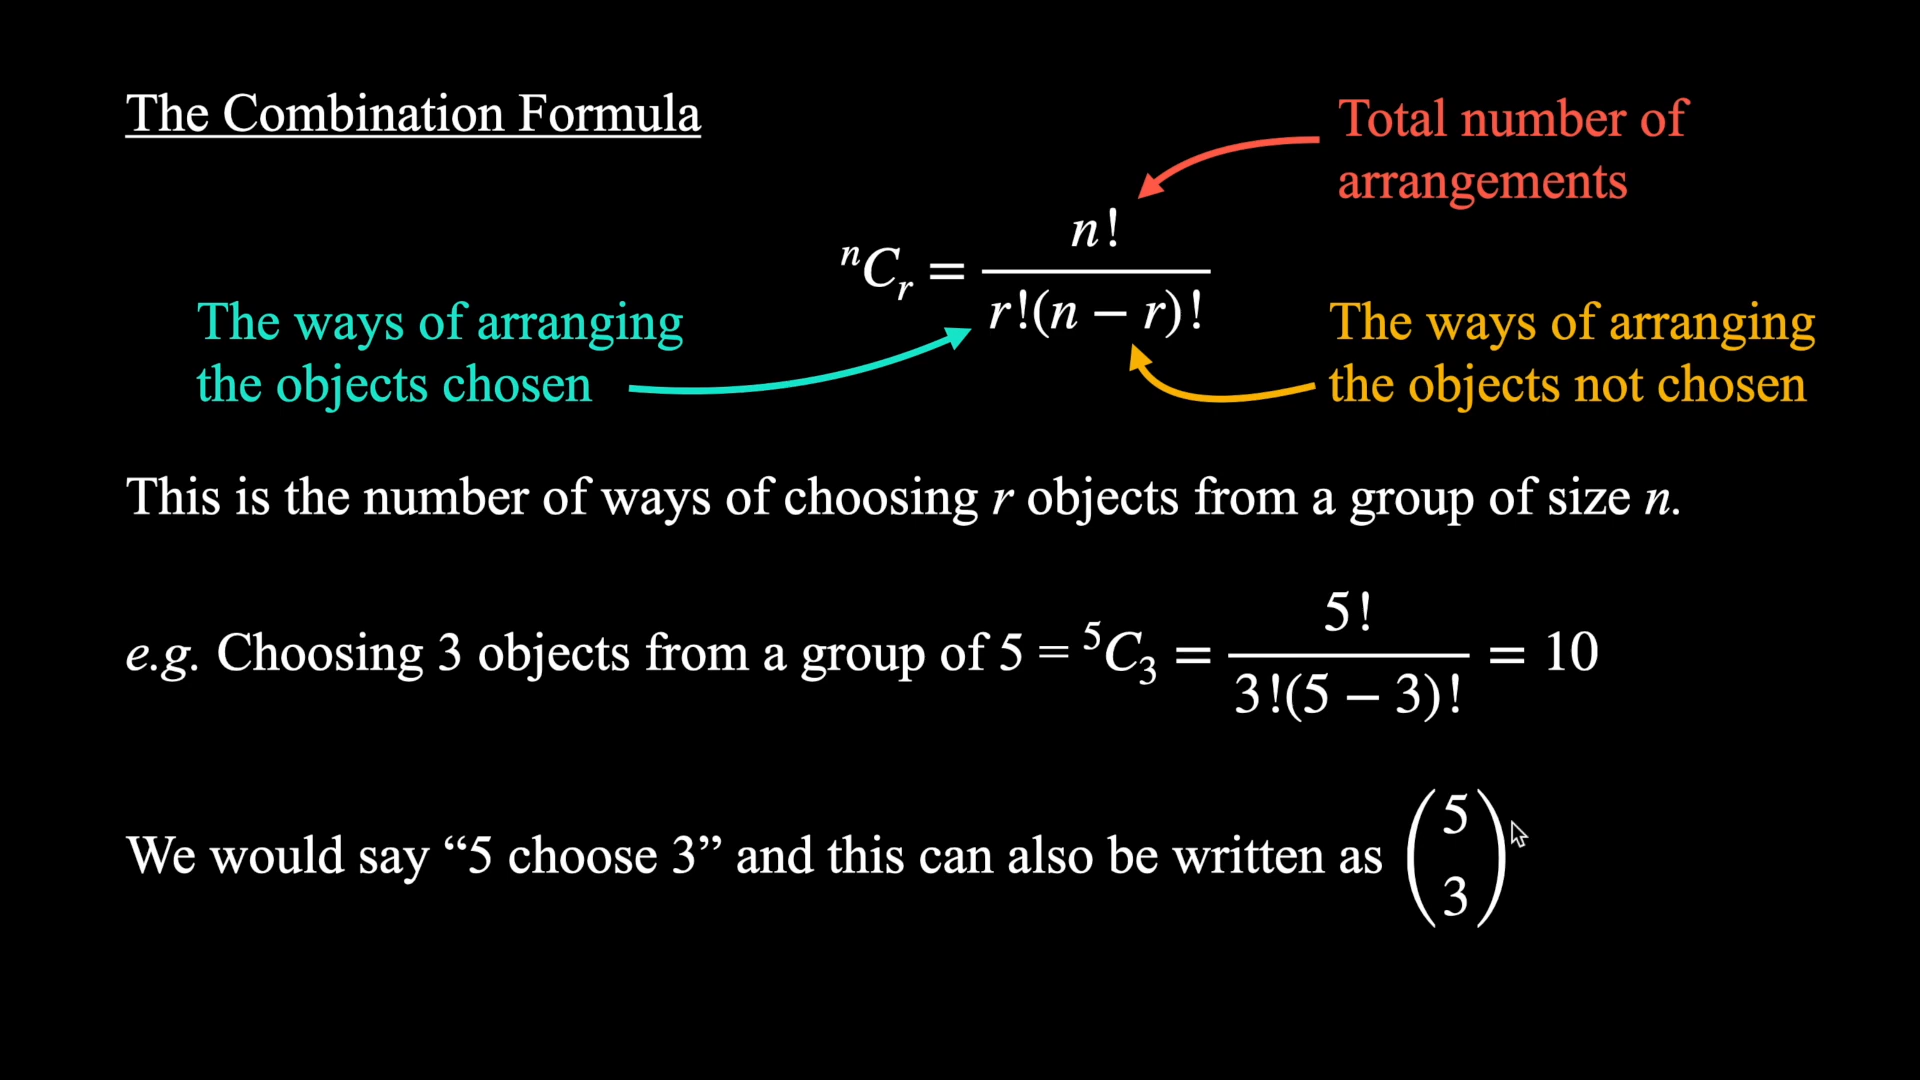 The Combination Formula
Total number of
arrangements
ⁿCᵣ = n! / r!(n − r)!
The ways of arranging
the objects chosen
The ways of arranging
the objects not chosen
This is the number of ways of choosing r objects from a group of size n.
e.g. Choosing 3 objects from a group of 5 = ⁵C₃ = 5! / 3!(5 − 3)! = 10
We would say “5 choose 3” and this can also be written as (5 3)